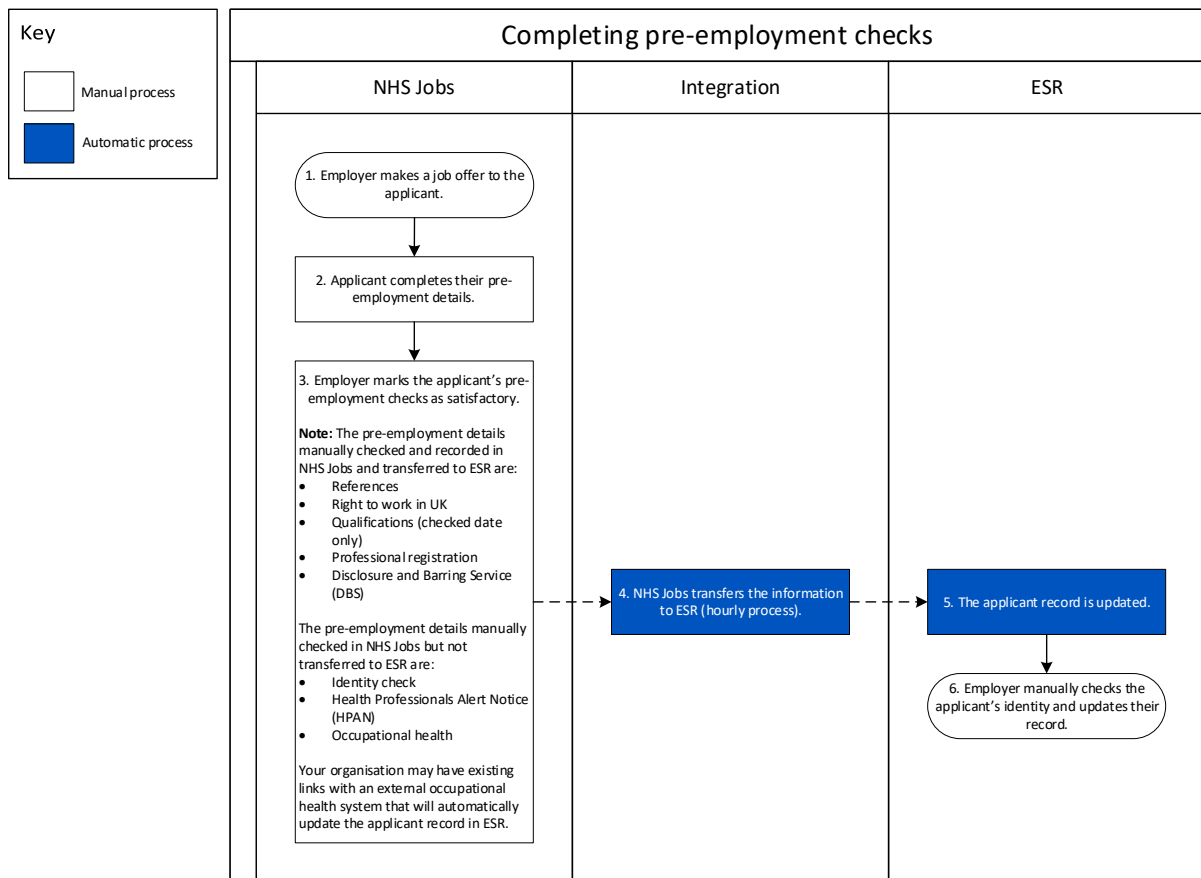 Key
Manual process
Automatic process
Completing pre-employment checks
NHS Jobs
Integration
ESR
1. Employer makes a job offer to the
applicant.
2. Applicant completes their pre-
employment details.
3. Employer marks the applicant’s pre-
employment checks as satisfactory.
Note: The pre-employment details
manually checked and recorded in
NHS Jobs and transferred to ESR are:
• References
• Right to work in UK
• Qualifications (checked date
only)
• Professional registration
• Disclosure and Barring Service
(DBS)
The pre-employment details manually
checked in NHS Jobs but not
transferred to ESR are:
• Identity check
• Health Professionals Alert Notice
(HPAN)
• Occupational health
Your organisation may have existing
links with an external occupational
health system that will automatically
update the applicant record in ESR.
4. NHS Jobs transfers the information
to ESR (hourly process).
5. The applicant record is updated.
6. Employer manually checks the
applicant’s identity and updates their
record.